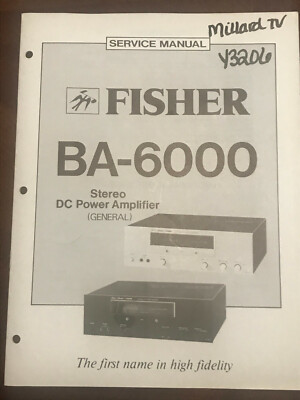 Millard TV
Y3206
SERVICE MANUAL
FISHER
BA-6000
Stereo
DC Power Amplifier
(GENERAL)
The first name in high fidelity